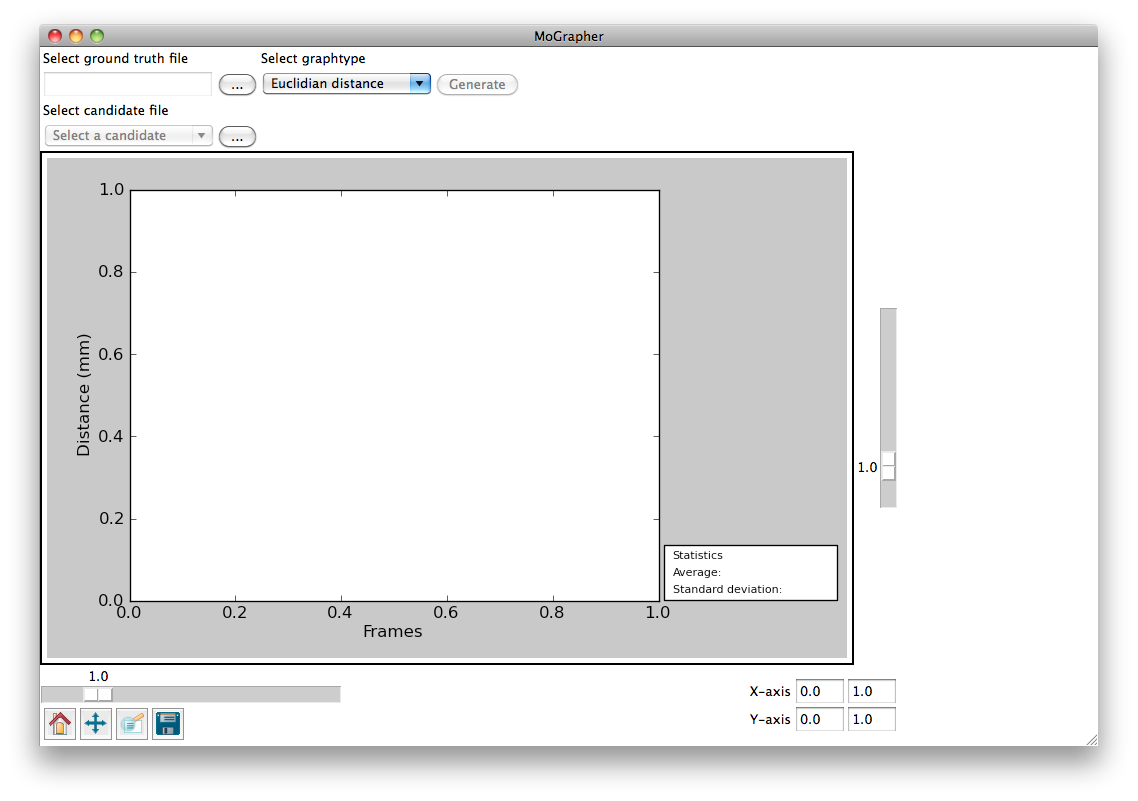 MoGrapher
Select ground truth file
Select graphtype
...
Euclidian distance
Generate
Select candidate file
Select a candidate
...
1.0
0.8
0.6
0.4
0.2
0.0
Distance (mm)
0.0 0.2 0.4 0.6 0.8 1.0
Frames
Statistics
Average:
Standard deviation:
1.0
1.0
X-axis 0.0 1.0
Y-axis 0.0 1.0